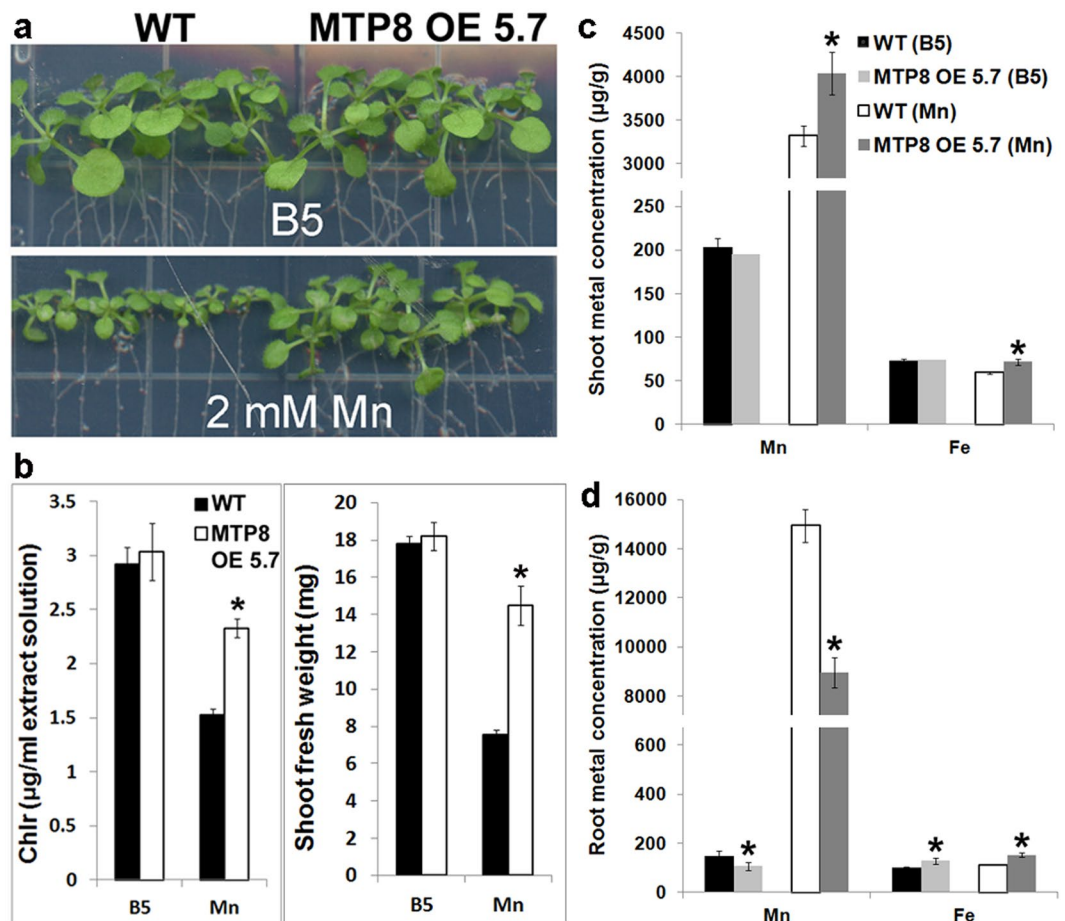 a
WT
MTP8 OE 5.7
B5
2 mM Mn
b
Chlr (µg/ml extract solution)
3.5
3
2.5
2
1.5
1
0.5
0
WT
MTP8
OE 5.7
*
B5
Mn
Shoot fresh weight (mg)
20
18
16
14
12
10
8
6
4
2
0
*
B5
Mn
c
Shoot metal concentration (µg/g)
4500
4000
3500
3000
250
200
150
100
50
0
WT (B5)
MTP8 OE 5.7 (B5)
WT (Mn)
MTP8 OE 5.7 (Mn)
*
*
Mn
Fe
d
Root metal concentration (µg/g)
16000
14000
12000
10000
8000
600
400
200
0
*
*
*
*
Mn
Fe